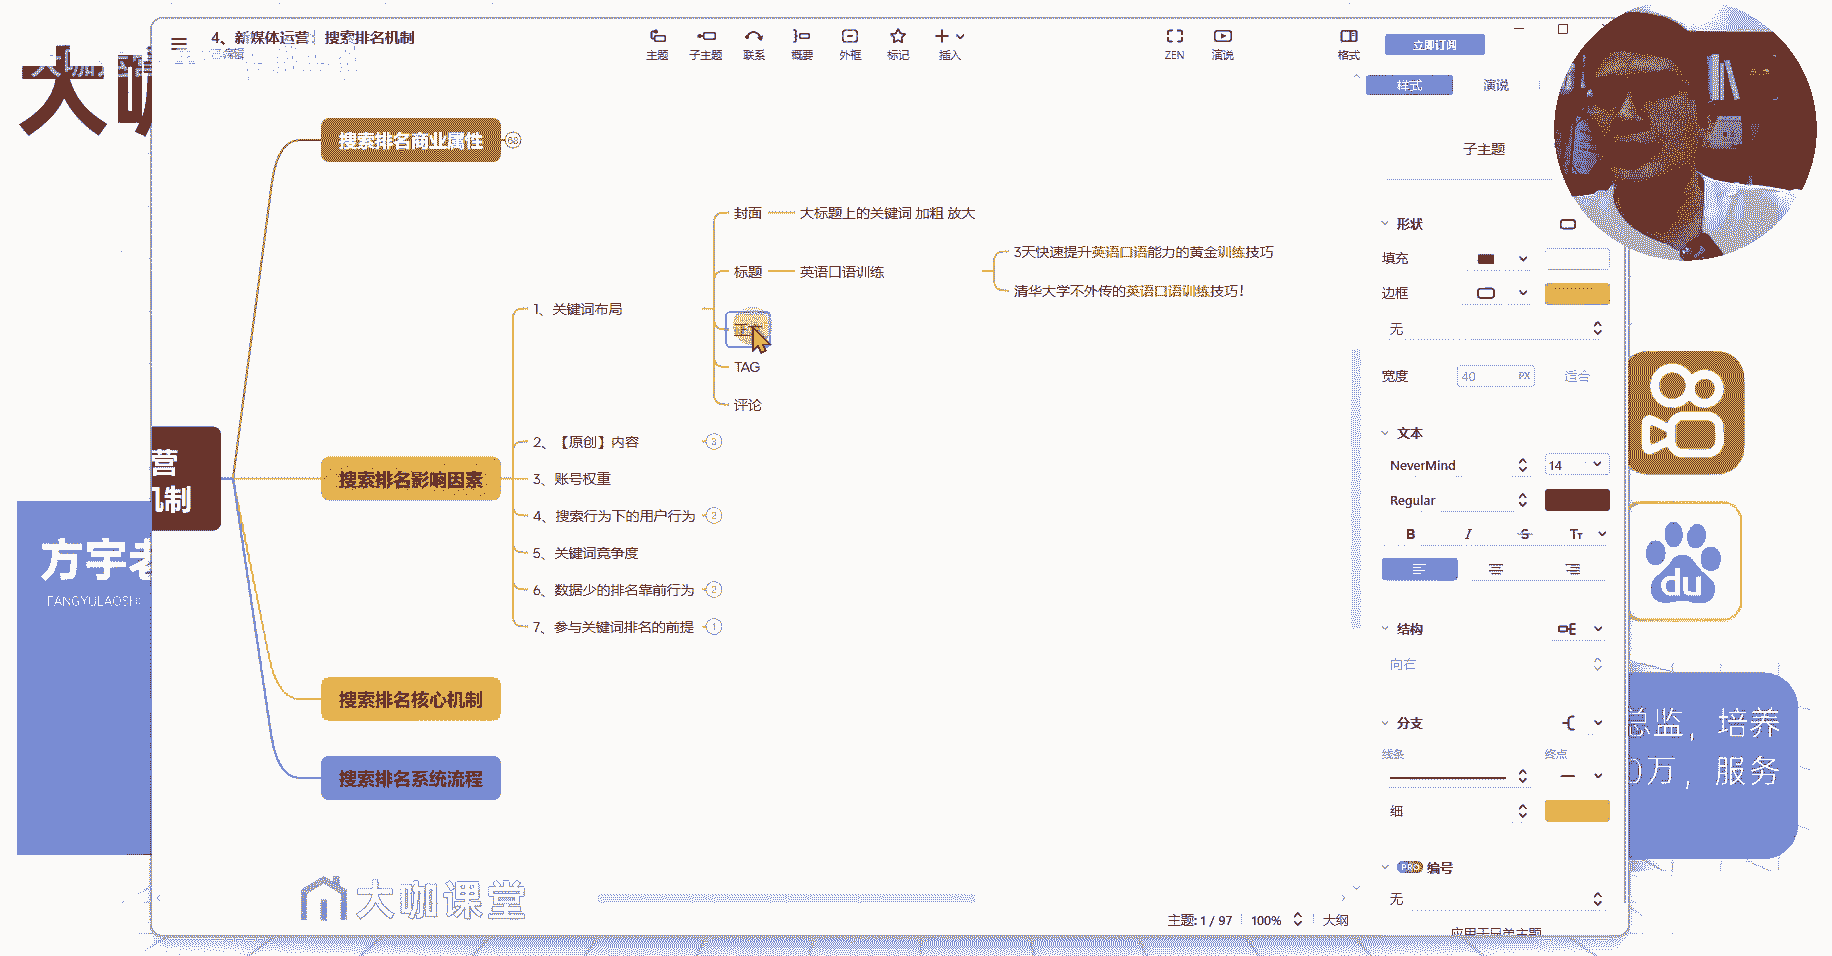 大咖
4、新媒体运营：搜索排名机制
主题
子主题
联系
概要
外框
标记
插入
ZEN
演说
格式
立即订阅
样式
演说
子主题
搜索排名商业属性
68
封面
大标题上的关键词 加粗 放大
标题
英语口语训练
3天快速提升英语口语能力的黄金训练技巧
清华大学不外传的英语口语训练技巧!
1、关键词布局
TAG
评论
营
机制
搜索排名影响因素
2、【原创】内容
3
3、账号权重
4、搜索行为下的用户行为
2
5、关键词竞争度
6、数据少的排名靠前行为
2
7、参与关键词排名的前提
1
搜索排名核心机制
搜索排名系统流程
形状
填充
边框
无
宽度
40
PX
适合
文本
NeverMind
14
Regular
B
I
S
TT
结构
向右
分支
线条
终点
细
PRO
编号
无
应用于兄弟主题
方宇老
FANGYULAOSH
du
总监，培养
0万，服务
大咖课堂
主题: 1 / 97
100%
大纲